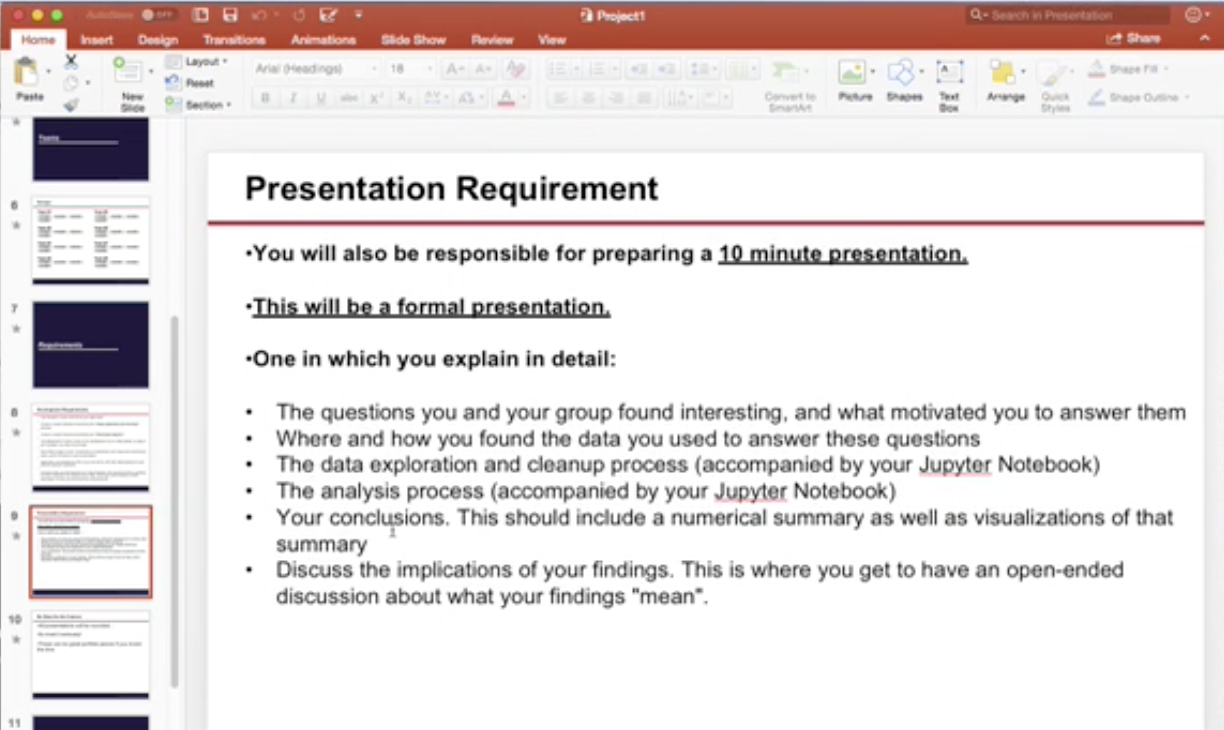 AutoSave OFF
Project1
Search in Presentation
Home Insert Design Transitions Animations Slide Show Review View
Share
Paste
New
Slide
Layout
Reset
Section
Arial (Headings) 18
Convert to
SmartArt
Picture
Shapes
Text
Box
Arrange
Quick
Styles
Shape Fill
Shape Outline
Teams
6
7
Requirements
8
9
10
11
Presentation Requirement
•You will also be responsible for preparing a 10 minute presentation.
•This will be a formal presentation.
•One in which you explain in detail:
• The questions you and your group found interesting, and what motivated you to answer them
• Where and how you found the data you used to answer these questions
• The data exploration and cleanup process (accompanied by your Jupyter Notebook)
• The analysis process (accompanied by your Jupyter Notebook)
• Your conclusions. This should include a numerical summary as well as visualizations of that
summary
• Discuss the implications of your findings. This is where you get to have an open-ended
discussion about what your findings "mean".